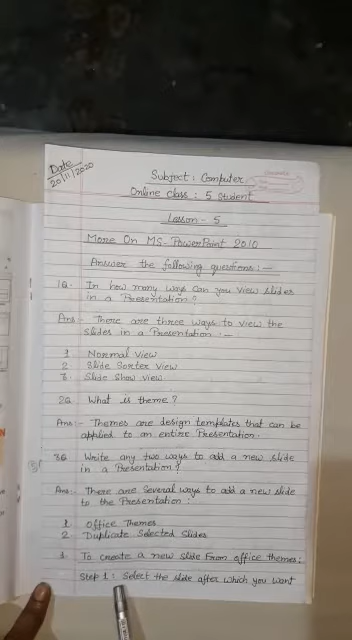 Date
20/11/2020
Subject : Computer
Online class : 5 Student
Lesson - 5
More On MS-PowerPoint 2010
Answer the following questions :-
1Q. In how many ways can you view slides
in a Presentation?
Ans:- There are three ways to view the
slides in a Presentation :-
1 Normal View
2. Slide Sorter View
3 Slide Show view
2Q What is theme?
Ans:- Themes are design templates that can be
applied to an entire Presentation.
3Q Write any two ways to add a new slide
in a Presentation?
Ans:- There are several ways to add a new slide
to the Presentation :
1 Office Themes
2 Duplicate Selected Slides
1. To create a new slide From office themes:
Step 1: Select the slide after which you want